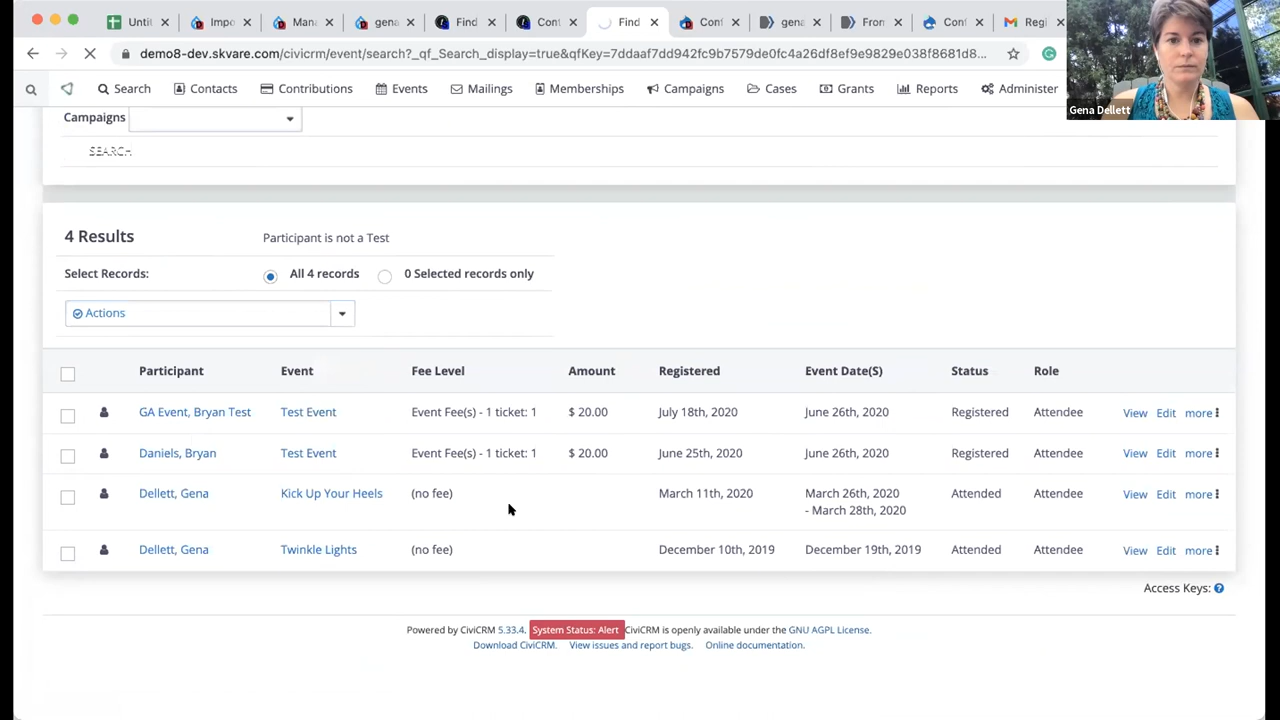 Untit
Impo
Mana
gena
Find
Conf
Find
Conf
gena
Fron
Conf
Regi
demo8-dev.skvare.com/civicrm/event/search?_qf_Search_display=true&qfKey=7ddaaf7dd942fc9b7579de0fc4a26df8ef9e9829e038f8681d8...
Search Contacts Contributions Events Mailings Memberships Campaigns Cases Grants Reports Administer
Gena Dellett
Campaigns
SEARCH
4 Results Participant is not a Test
Select Records: All 4 records 0 Selected records only
Actions
Participant Event Fee Level Amount Registered Event Date(S) Status Role
GA Event, Bryan Test Test Event Event Fee(s) - 1 ticket: 1 $ 20.00 July 18th, 2020 June 26th, 2020 Registered Attendee View Edit more
Daniels, Bryan Test Event Event Fee(s) - 1 ticket: 1 $ 20.00 June 25th, 2020 June 26th, 2020 Registered Attendee View Edit more
Dellett, Gena Kick Up Your Heels (no fee) March 11th, 2020 March 26th, 2020 Attended Attendee View Edit more
- March 28th, 2020
Dellett, Gena Twinkle Lights (no fee) December 10th, 2019 December 19th, 2019 Attended Attendee View Edit more
Access Keys: ?
Powered by CiviCRM 5.33.4. System Status: Alert CiviCRM is openly available under the GNU AGPL License.
Download CiviCRM. View issues and report bugs. Online documentation.